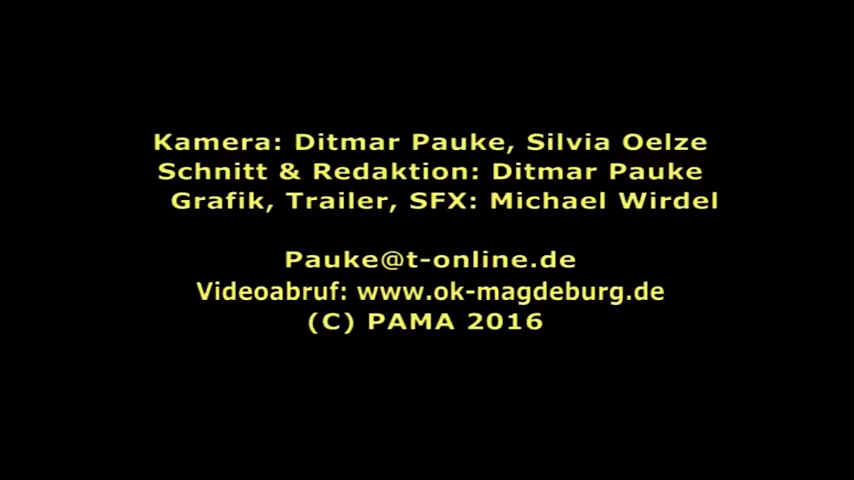 Kamera: Ditmar Pauke, Silvia Oelze
Schnitt & Redaktion: Ditmar Pauke
Grafik, Trailer, SFX: Michael Wirdel
Pauke@t-online.de
Videoabruf: www.ok-magdeburg.de
(C) PAMA 2016